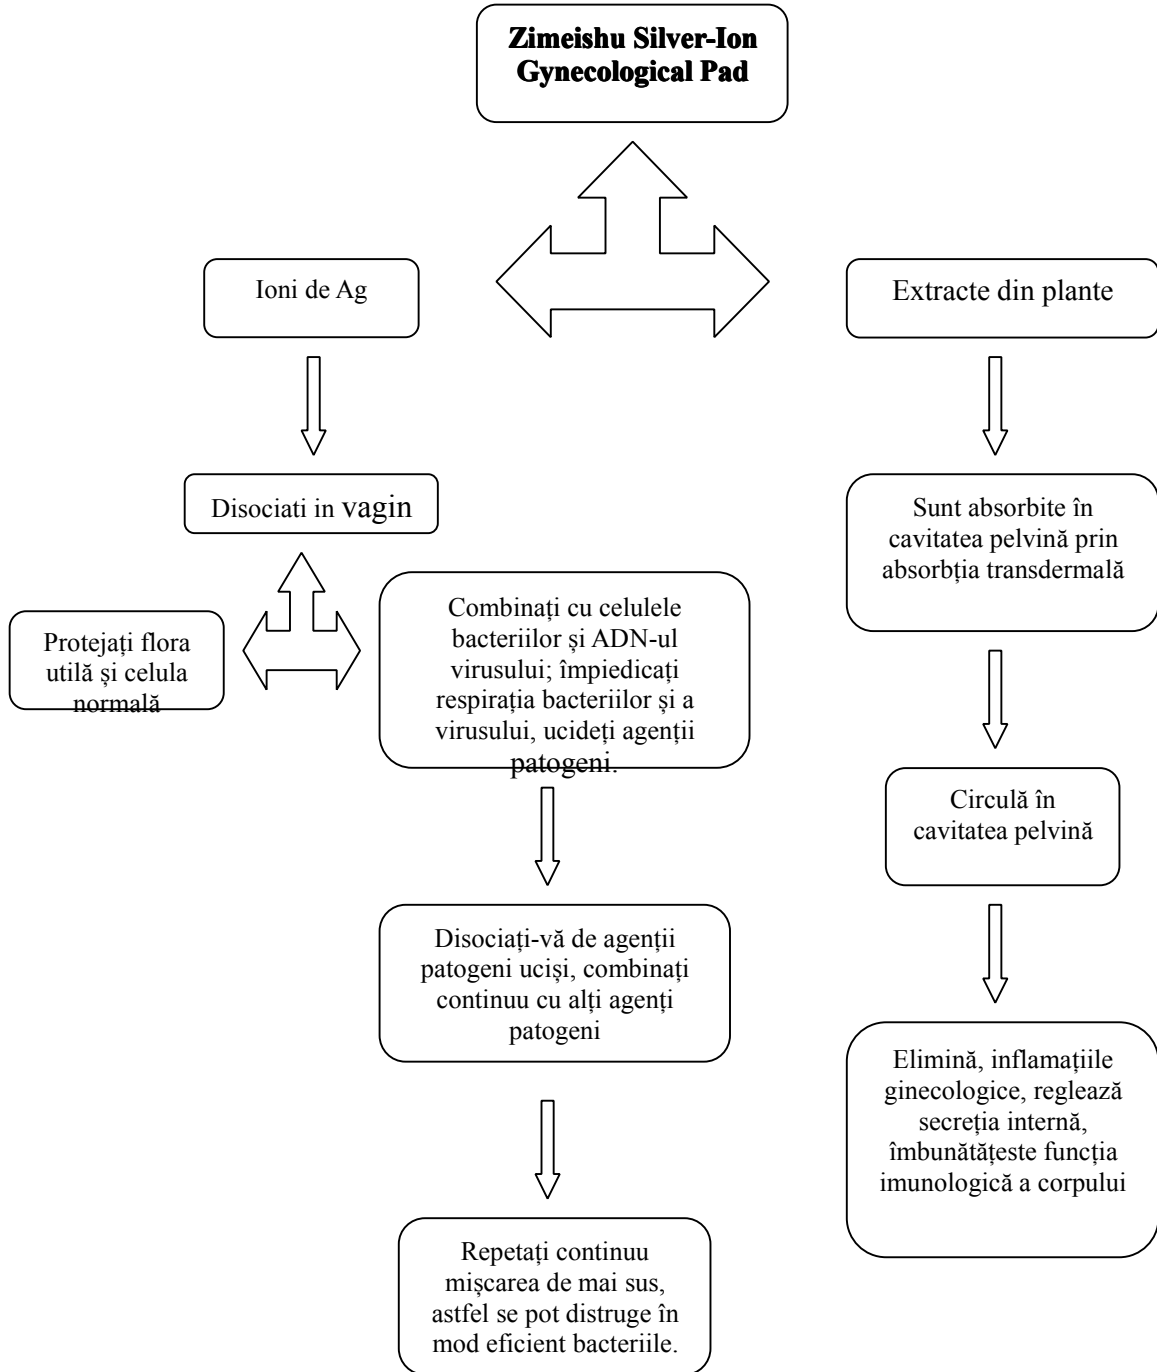 Zimeishu Silver-Ion
Gynecological Pad
Ioni de Ag
Extracte din plante
Disociati in vagin
Sunt absorbite în
cavitatea pelvină prin
absorbția transdermală
Protejați flora
utilă și celula
normală
Combinați cu celulele
bacteriilor și ADN-ul
virusului; împiedicați
respirația bacteriilor și a
virusului, ucideți agenții
patogeni.
Circulă în
cavitatea pelvină
Disociați-vă de agenții
patogeni uciși, combinați
continuu cu alți agenți
patogeni
Elimină, inflamațiile
ginecologice, reglează
secreția internă,
îmbunătățește funcția
imunologică a corpului
Repetați continuu
mișcarea de mai sus,
astfel se pot distruge în
mod eficient bacteriile.